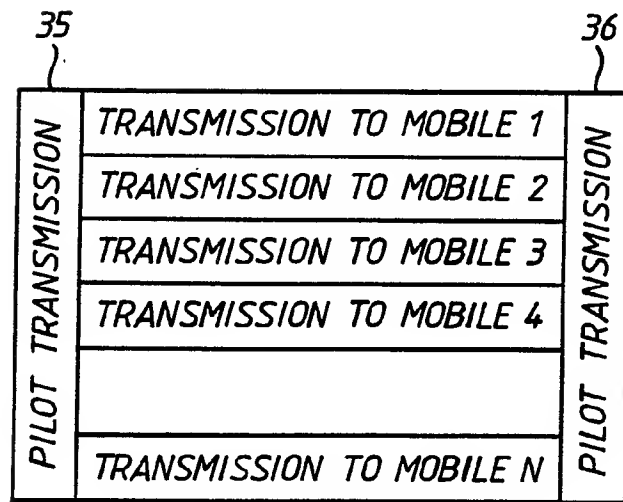 35
36
PILOT TRANSMISSION
TRANSMISSION TO MOBILE 1
TRANSMISSION TO MOBILE 2
TRANSMISSION TO MOBILE 3
TRANSMISSION TO MOBILE 4
TRANSMISSION TO MOBILE N
PILOT TRANSMISSION